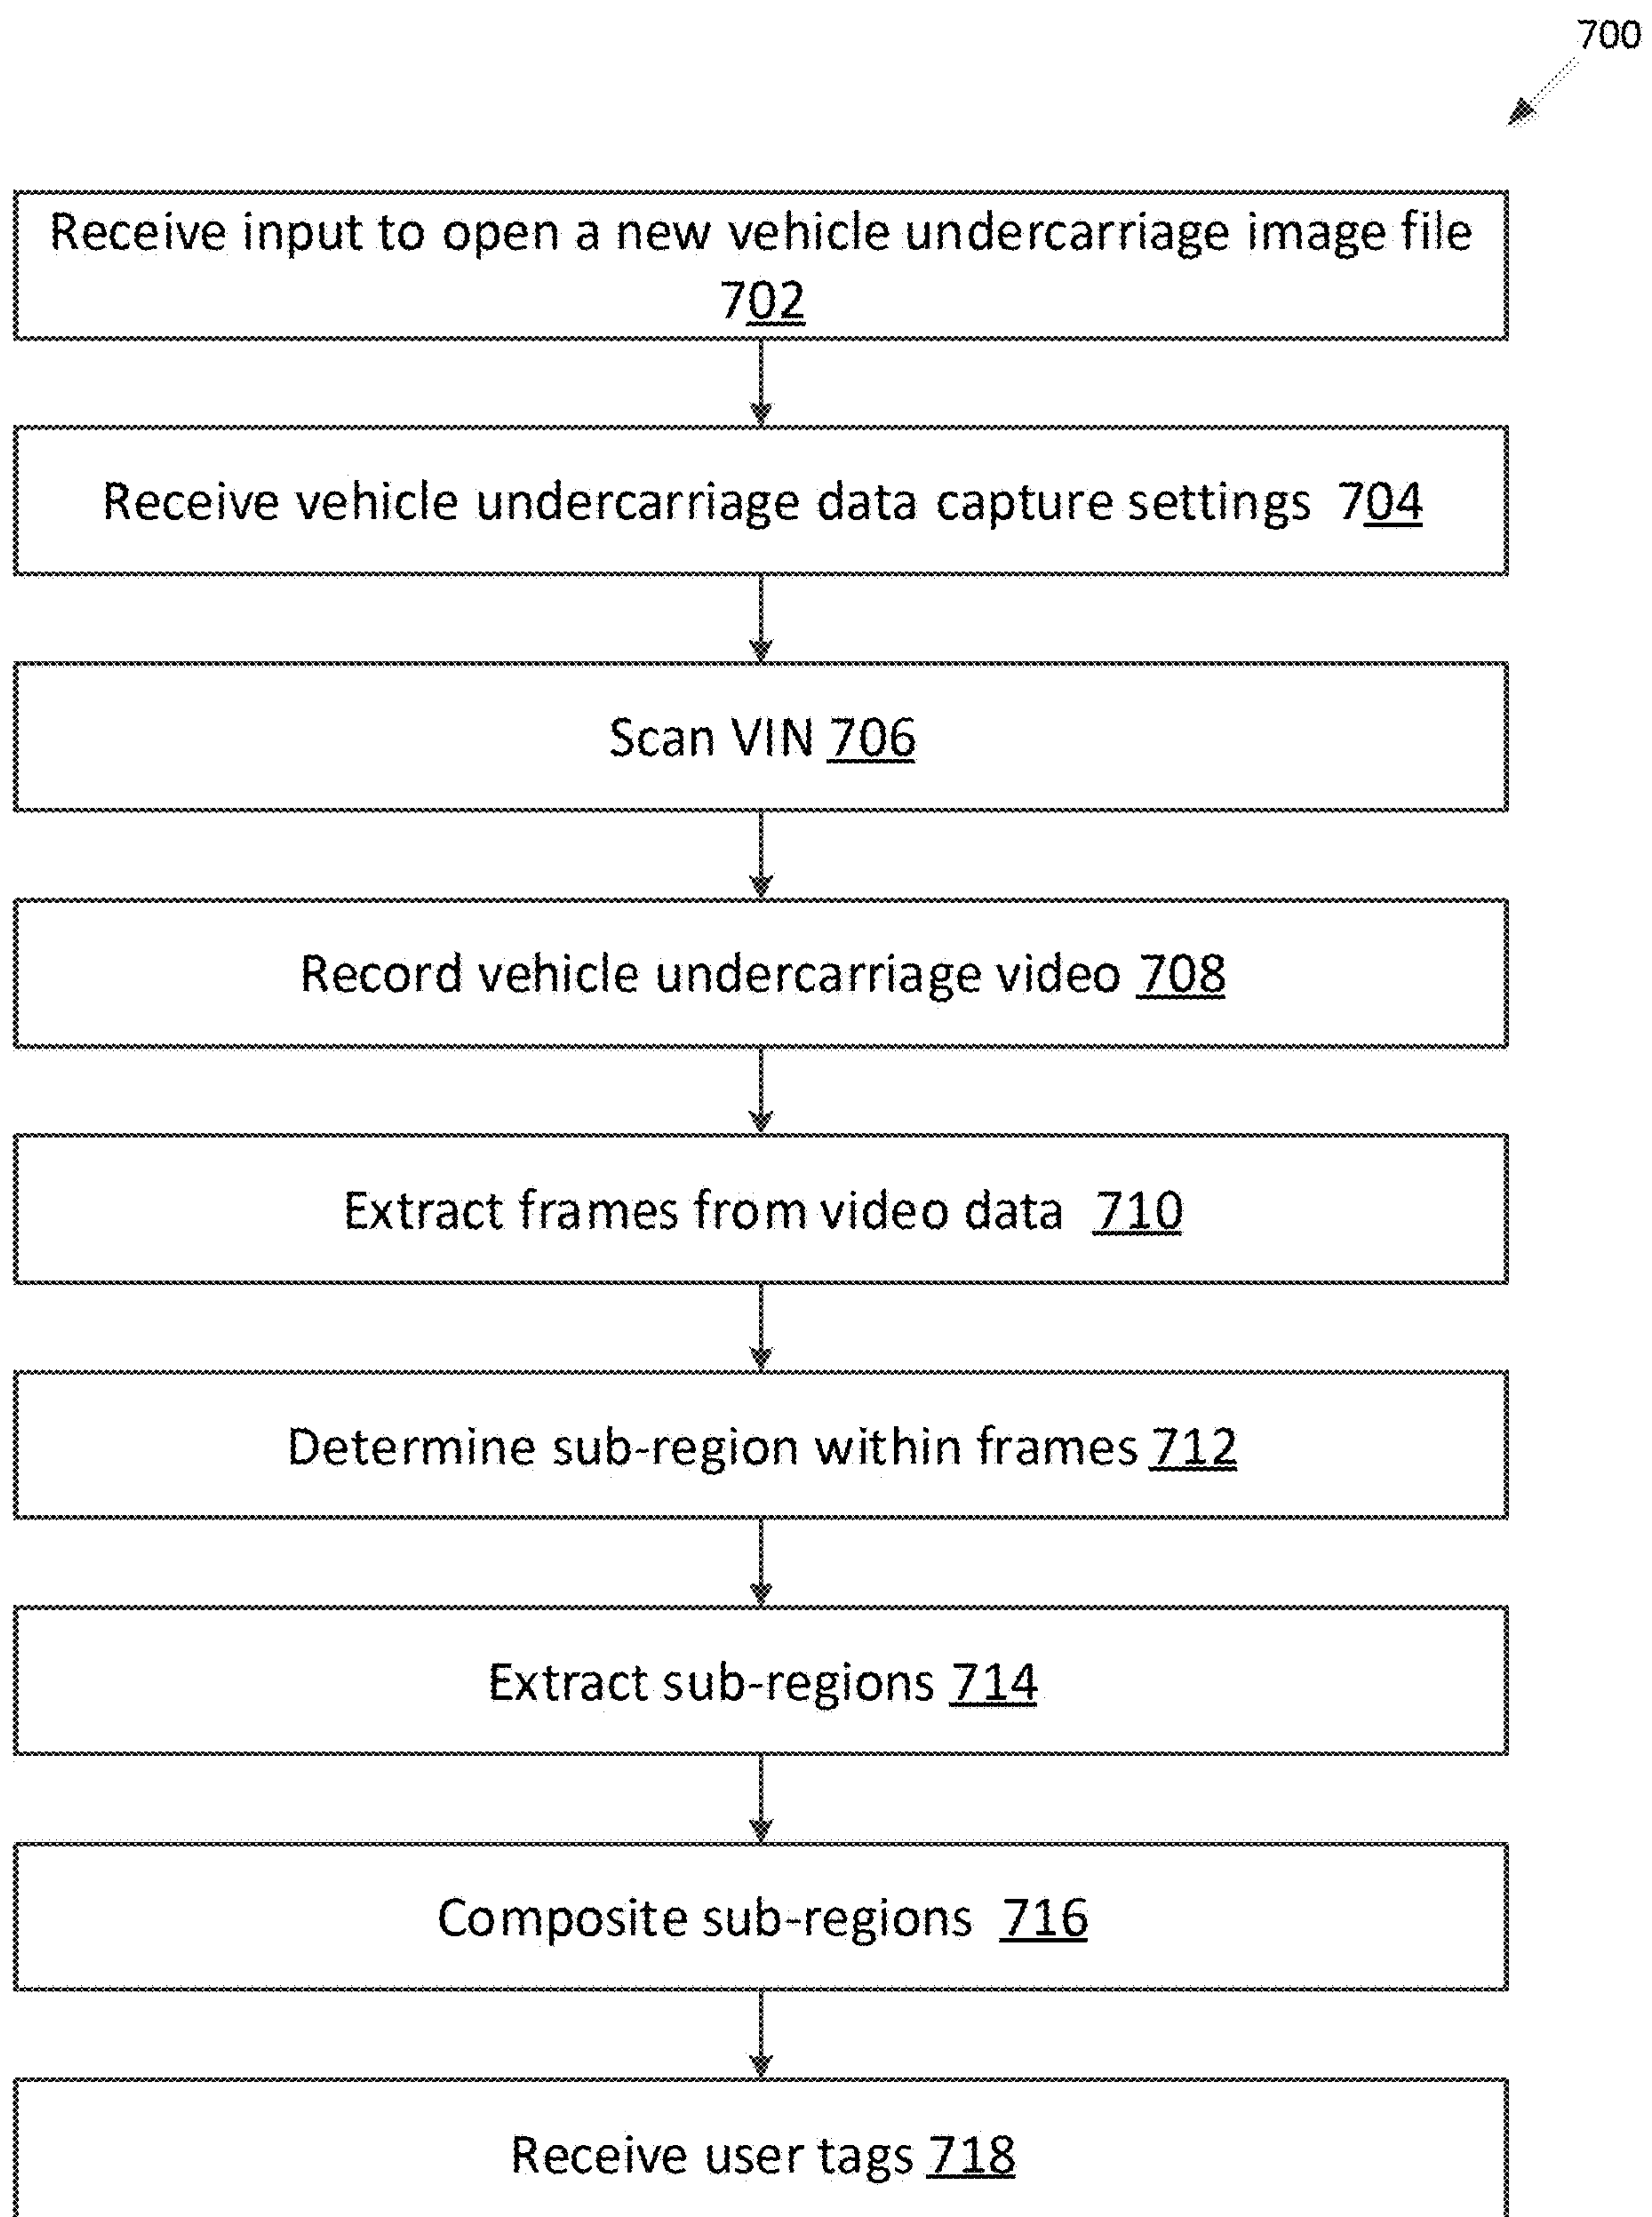 700
Receive input to open a new vehicle undercarriage image file
702
Receive vehicle undercarriage data capture settings 704
Scan VIN 706
Record vehicle undercarriage video 708
Extract frames from video data 710
Determine sub-region within frames 712
Extract sub-regions 714
Composite sub-regions 716
Receive user tags 718